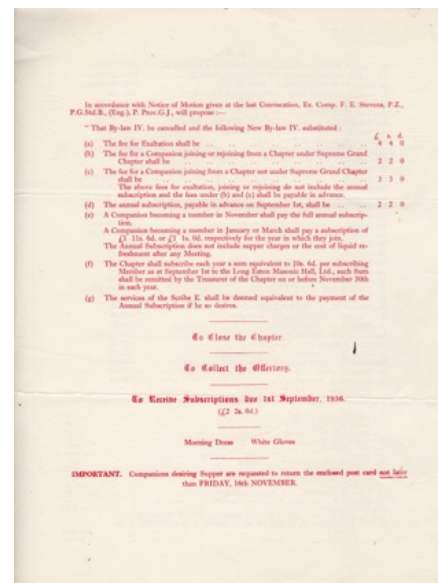 In accordance with Notice of Motion given at the last Convocation, Ex. Comp. F. E. Stevens, P.Z.,
P.G.Std.B., (Eng.), P. Prov.G.J., will propose :—
" That By-law IV. be cancelled and the following New By-law IV. substituted :
£ s. d.
(a) The fee for Exaltation shall be .. .. .. .. .. 4 4 0
(b) The fee for a Companion joining or rejoining from a Chapter under Supreme Grand
Chapter shall be .. .. .. .. .. .. 2 2 0
(c) The fee for a Companion joining from a Chapter not under Supreme Grand Chapter
shall be .. .. .. .. .. .. 3 3 0
The above fees for exaltation, joining or rejoining do not include the annual
subscription and the fees under (b) and (c) shall be payable in advance.
(d) The annual subscription, payable in advance on September 1st, shall be .. 2 2 0
(e) A Companion becoming a member in November shall pay the full annual subscrip-
tion.
A Companion becoming a member in January or March shall pay a subscription of
£1 11s. 6d. or £1 1s. 0d. respectively for the year in which they join.
The Annual Subscription does not include supper charges or the cost of liquid re-
freshment after any Meeting.
(f) The Chapter shall subscribe each year a sum equivalent to 10s. 6d. per subscribing
Member as at September 1st to the Long Eaton Masonic Hall, Ltd., such Sum
shall be remitted by the Treasurer of the Chapter on or before November 30th
in each year.
(g) The services of the Scribe E. shall be deemed equivalent to the payment of the
Annual Subscription if he so desires.
To Close the Chapter.
To Collect the Offertory.
To Receive Subscriptions due 1st September, 1956.
(£2 2s. 0d.)
Morning Dress White Gloves
IMPORTANT. Companions desiring Supper are requested to return the enclosed post card not later
than FRIDAY, 16th NOVEMBER.